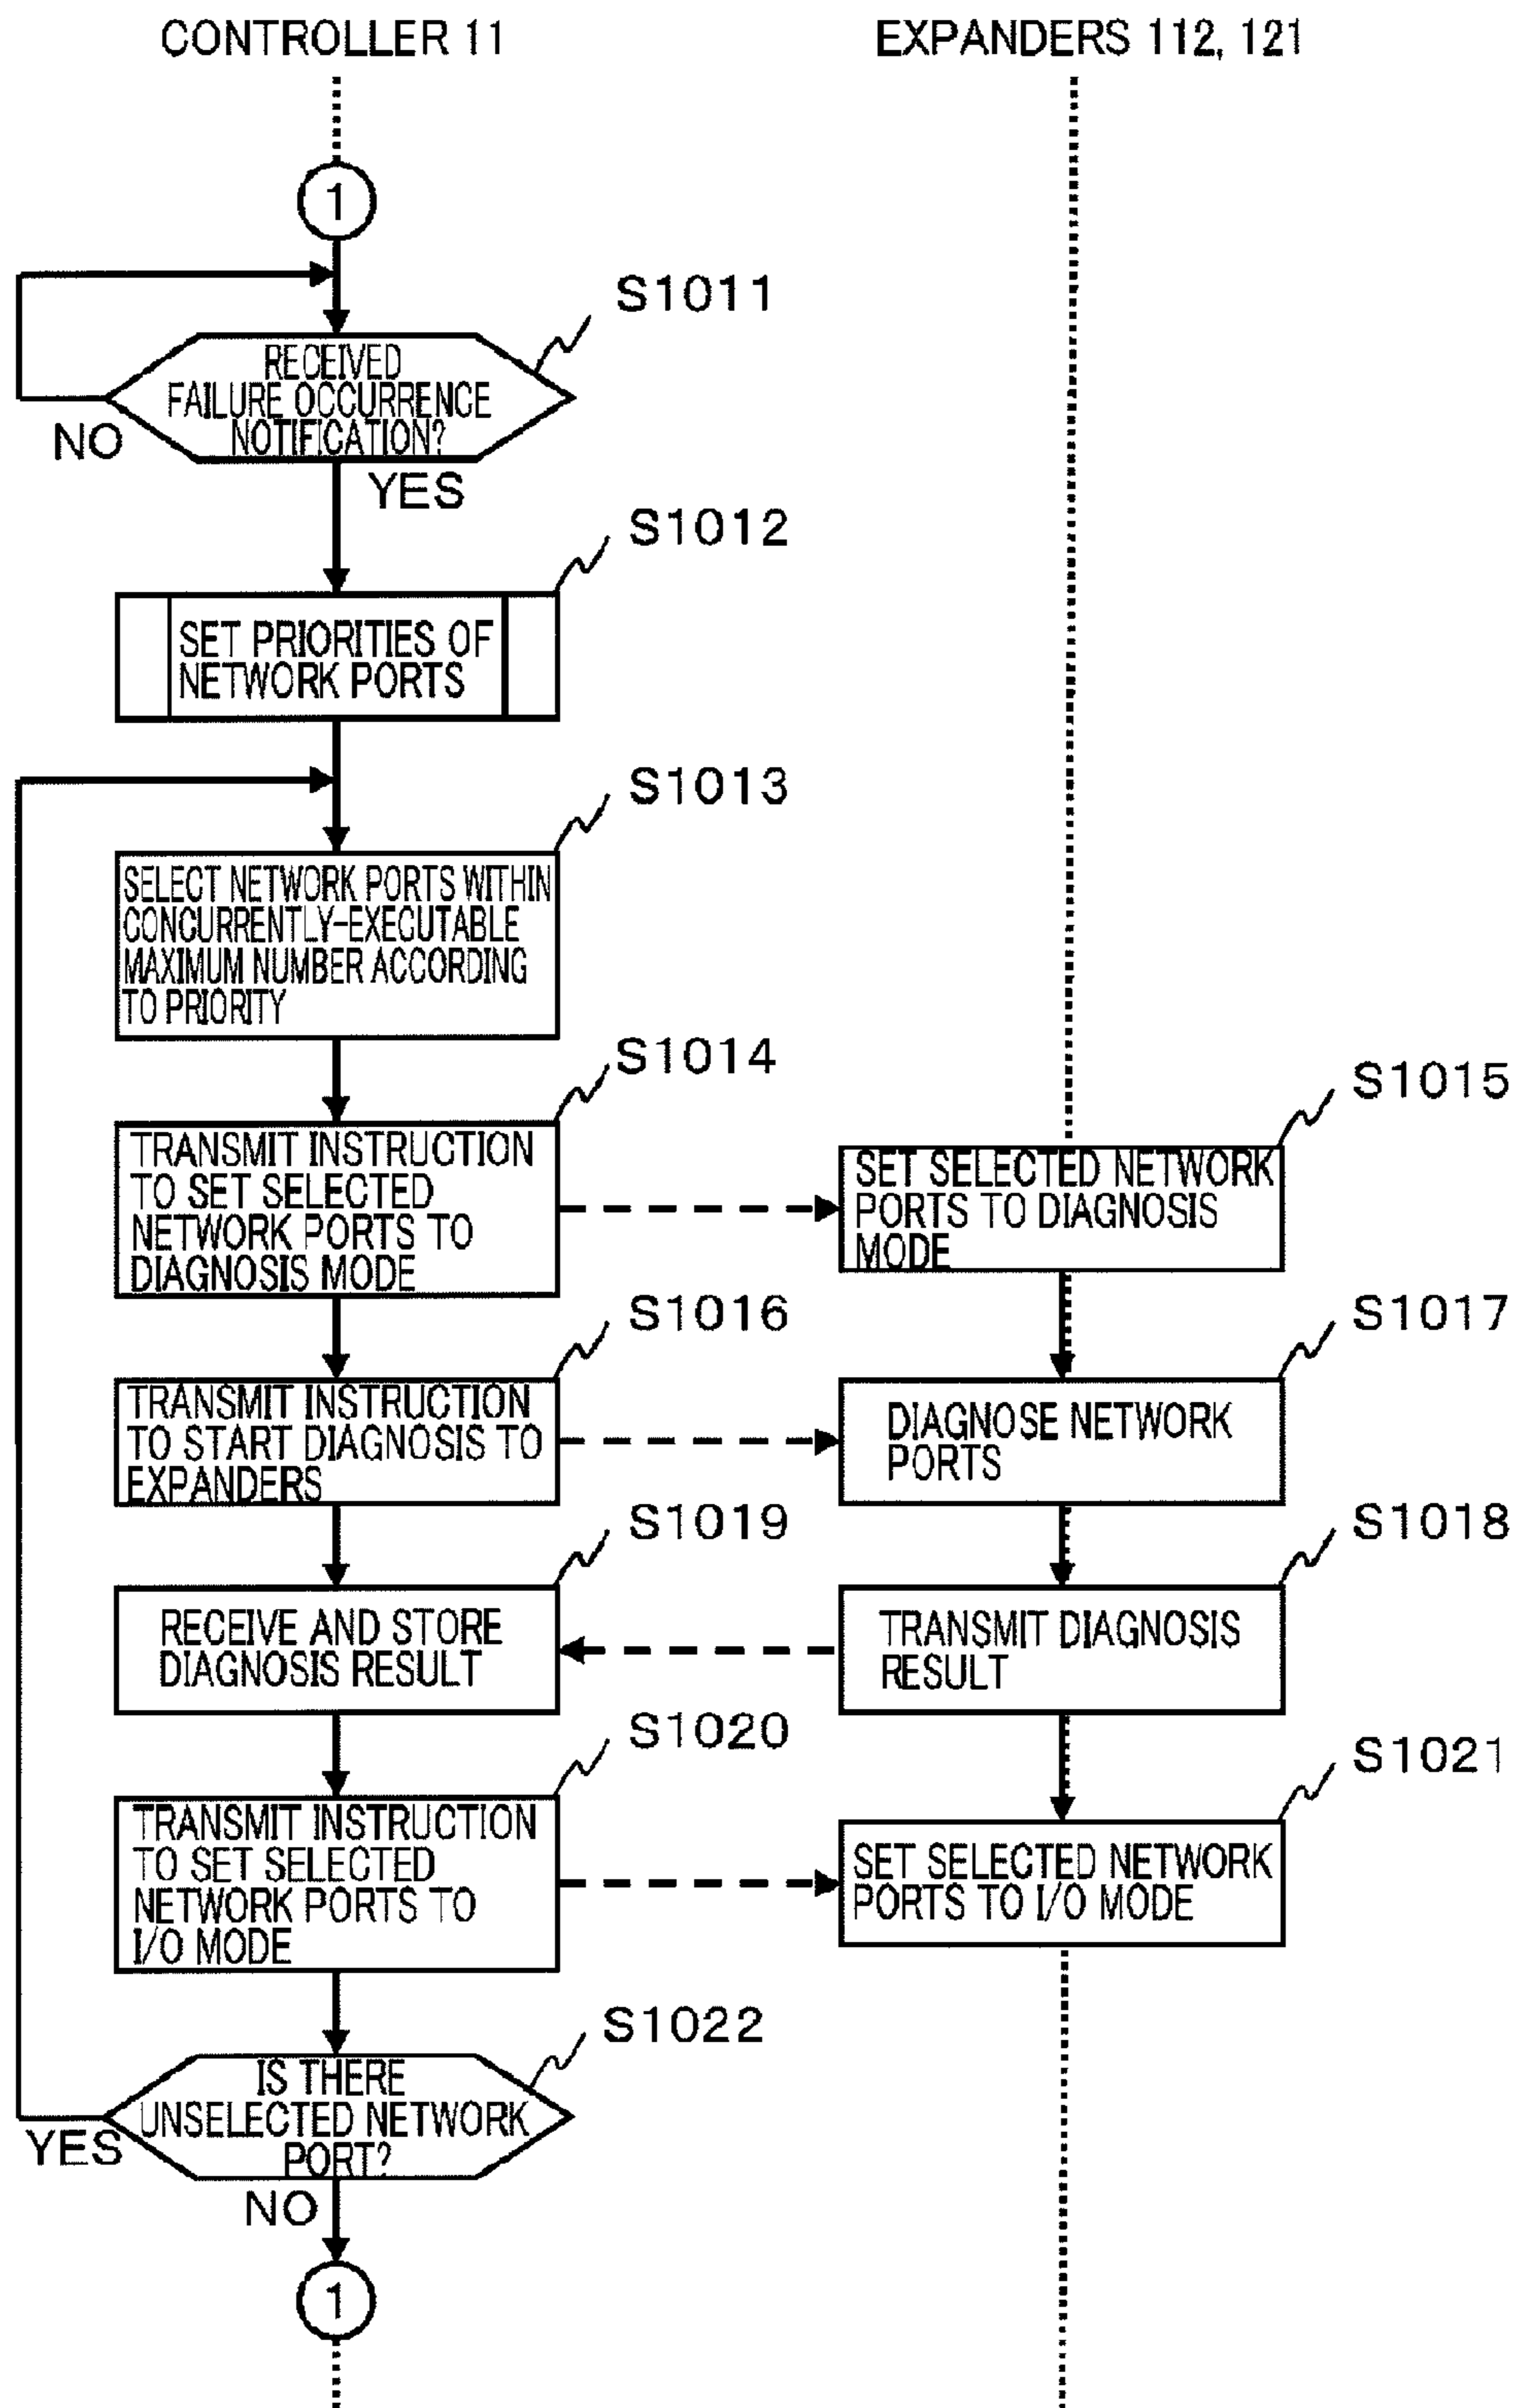 CONTROLLER 11
EXPANDERS 112, 121
1
S1011
RECEIVED
FAILURE OCCURRENCE
NOTIFICATION?
NO
YES
S1012
SET PRIORITIES OF
NETWORK PORTS
S1013
SELECT NETWORK PORTS WITHIN
CONCURRENTLY-EXECUTABLE
MAXIMUM NUMBER ACCORDING
TO PRIORITY
S1014
TRANSMIT INSTRUCTION
TO SET SELECTED
NETWORK PORTS TO
DIAGNOSIS MODE
S1015
SET SELECTED NETWORK
PORTS TO DIAGNOSIS
MODE
S1016
TRANSMIT INSTRUCTION
TO START DIAGNOSIS TO
EXPANDERS
S1017
DIAGNOSE NETWORK
PORTS
S1019
RECEIVE AND STORE
DIAGNOSIS RESULT
S1018
TRANSMIT DIAGNOSIS
RESULT
S1020
TRANSMIT INSTRUCTION
TO SET SELECTED
NETWORK PORTS TO
I/O MODE
S1021
SET SELECTED NETWORK
PORTS TO I/O MODE
S1022
IS THERE
UNSELECTED NETWORK
PORT?
YES
NO
1